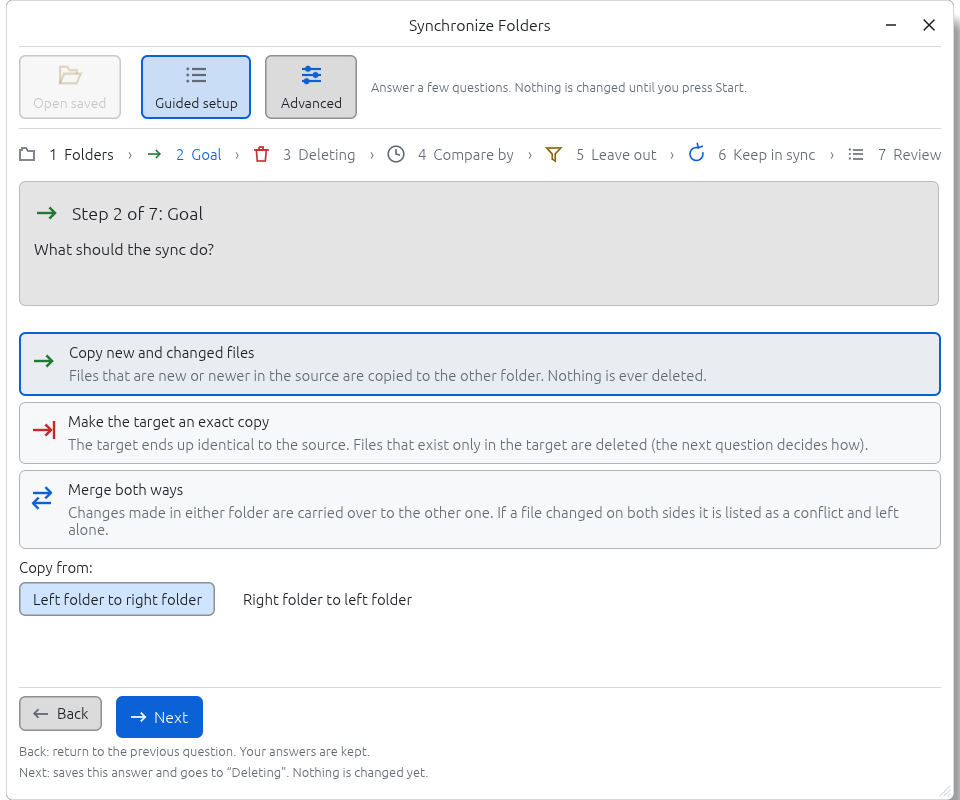 Synchronize Folders
Open saved
Guided setup
Advanced
Answer a few questions. Nothing is changed until you press Start.
1 Folders › 2 Goal › 3 Deleting › 4 Compare by › 5 Leave out › 6 Keep in sync › 7 Review
Step 2 of 7: Goal
What should the sync do?
Copy new and changed files
Files that are new or newer in the source are copied to the other folder. Nothing is ever deleted.
Make the target an exact copy
The target ends up identical to the source. Files that exist only in the target are deleted (the next question decides how).
Merge both ways
Changes made in either folder are carried over to the other one. If a file changed on both sides it is listed as a conflict and left
alone.
Copy from:
Left folder to right folder
Right folder to left folder
Back
Next
Back: return to the previous question. Your answers are kept.
Next: saves this answer and goes to “Deleting”. Nothing is changed yet.